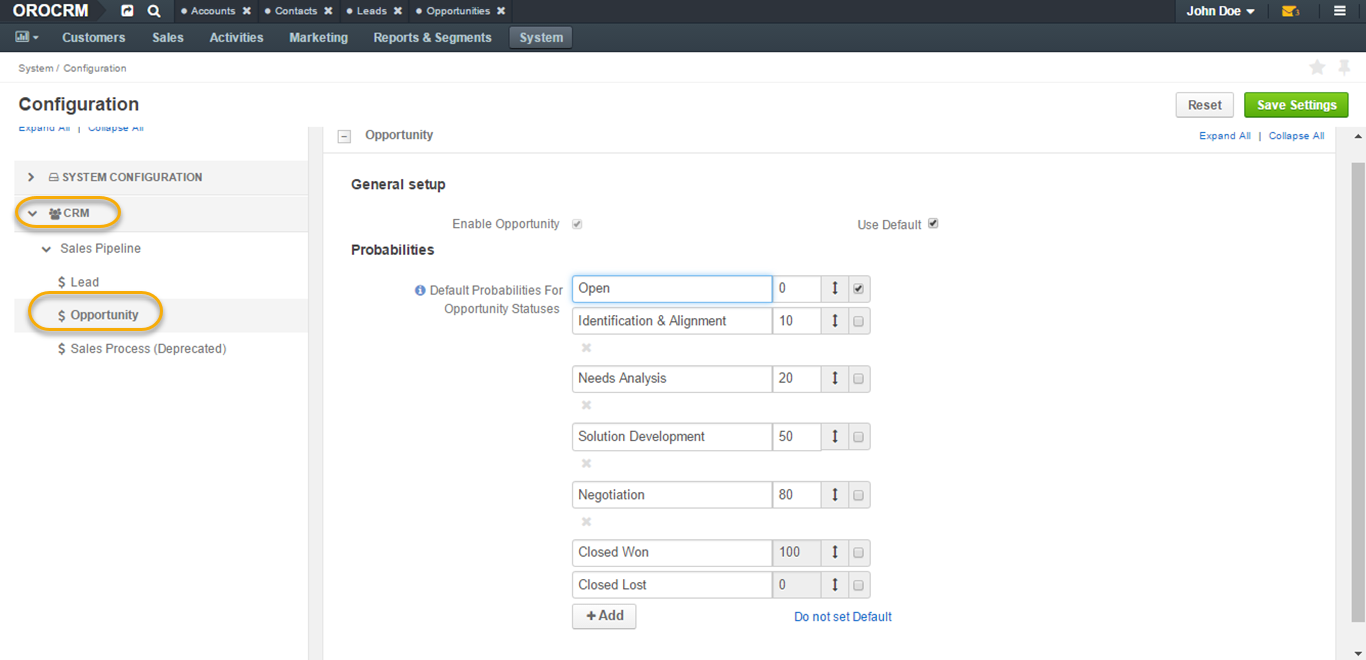 OROCRM Accounts Contacts Leads Opportunities John Doe 3
Customers Sales Activities Marketing Reports & Segments System
System / Configuration
Configuration Reset Save Settings
Expand All | Collapse All
Opportunity Expand All | Collapse All
SYSTEM CONFIGURATION
CRM
Sales Pipeline
$ Lead
$ Opportunity
$ Sales Process (Deprecated)
General setup
Enable Opportunity Use Default
Probabilities
Default Probabilities For
Opportunity Statuses
Open 0
Identification & Alignment 10
Needs Analysis 20
Solution Development 50
Negotiation 80
Closed Won 100
Closed Lost 0
+ Add Do not set Default